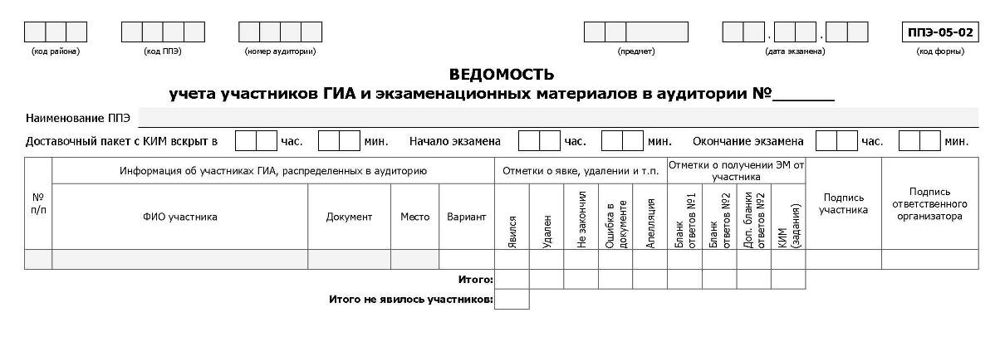 ППЭ-05-02
(код района) (код ППЭ) (номер аудитории) (предмет) (дата экзамена) (код формы)
ВЕДОМОСТЬ
учета участников ГИА и экзаменационных материалов в аудитории №______
Наименование ППЭ
Доставочный пакет с КИМ вскрыт в час. мин. Начало экзамена час. мин. Окончание экзамена час. мин.
№ п/п
Информация об участниках ГИА, распределенных в аудиторию
ФИО участника
Документ
Место
Вариант
Отметки о явке, удалении и т.п.
Явился
Удален
Не закончил
Ошибка в
документе
Апелляция
Отметки о получении ЭМ от
участника
Бланк
ответов №1
Бланк
ответов №2
Доп. бланки
ответов №2
КИМ
(задания)
Подпись
участника
Подпись
ответственного
организатора
Итого:
Итого не явилось участников: